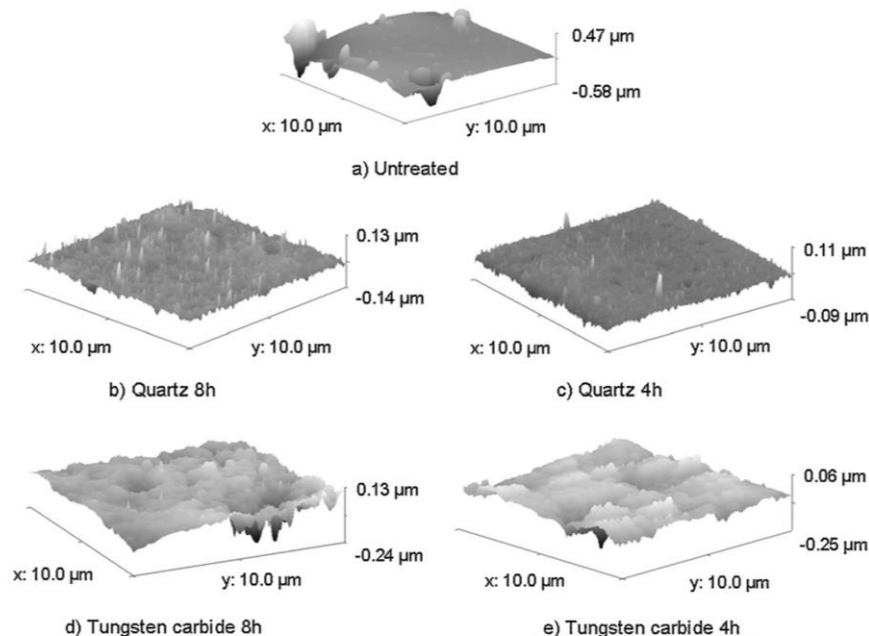 0.47 µm
-0.58 µm
x: 10.0 µm
y: 10.0 µm
a) Untreated
0.13 µm
-0.14 µm
x: 10.0 µm
y: 10.0 µm
b) Quartz 8h
0.11 µm
-0.09 µm
x: 10.0 µm
y: 10.0 µm
c) Quartz 4h
0.13 µm
-0.24 µm
x: 10.0 µm
y: 10.0 µm
d) Tungsten carbide 8h
0.06 µm
-0.25 µm
x: 10.0 µm
y: 10.0 µm
e) Tungsten carbide 4h